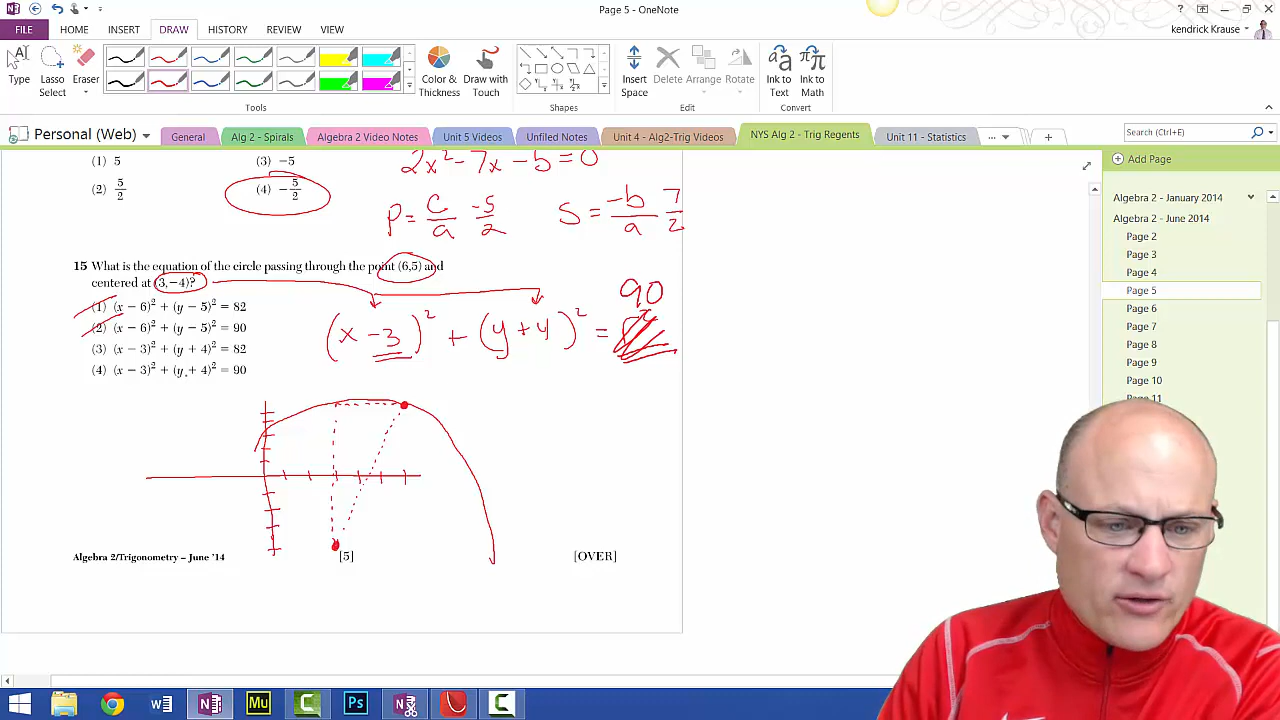 Page 5 - OneNote
FILE HOME INSERT DRAW HISTORY REVIEW VIEW
kendrick Krause
Type
Lasso Select
Eraser
Color & Thickness
Draw with Touch
Insert Space
Delete
Arrange
Rotate
Ink to Text
Ink to Math
Tools Shapes Edit Convert
Personal (Web)
General
Alg 2 - Spirals
Algebra 2 Video Notes
Unit 5 Videos
Unfiled Notes
Unit 4 - Alg2-Trig Videos
NYS Alg 2 - Trig Regents
Unit 11 - Statistics
Search (Ctrl+E)
Add Page
Algebra 2 - January 2014
Algebra 2 - June 2014
Page 2
Page 3
Page 4
Page 5
Page 6
Page 7
Page 8
Page 9
Page 10
Page 11
(1) 5 (3) −5
(2) 5/2 (4) − 5/2
2x² − 7x − 5 = 0
P = c/a -5/2 S = -b/a 7/2
15 What is the equation of the circle passing through the point (6,5) and
centered at (3,−4)?
(1) (x − 6)² + (y − 5)² = 82
(2) (x − 6)² + (y − 5)² = 90
(3) (x − 3)² + (y + 4)² = 82
(4) (x − 3)² + (y + 4)² = 90
90
(x − 3)² + (y + 4)² =
Algebra 2/Trigonometry – June '14 [5] [OVER]